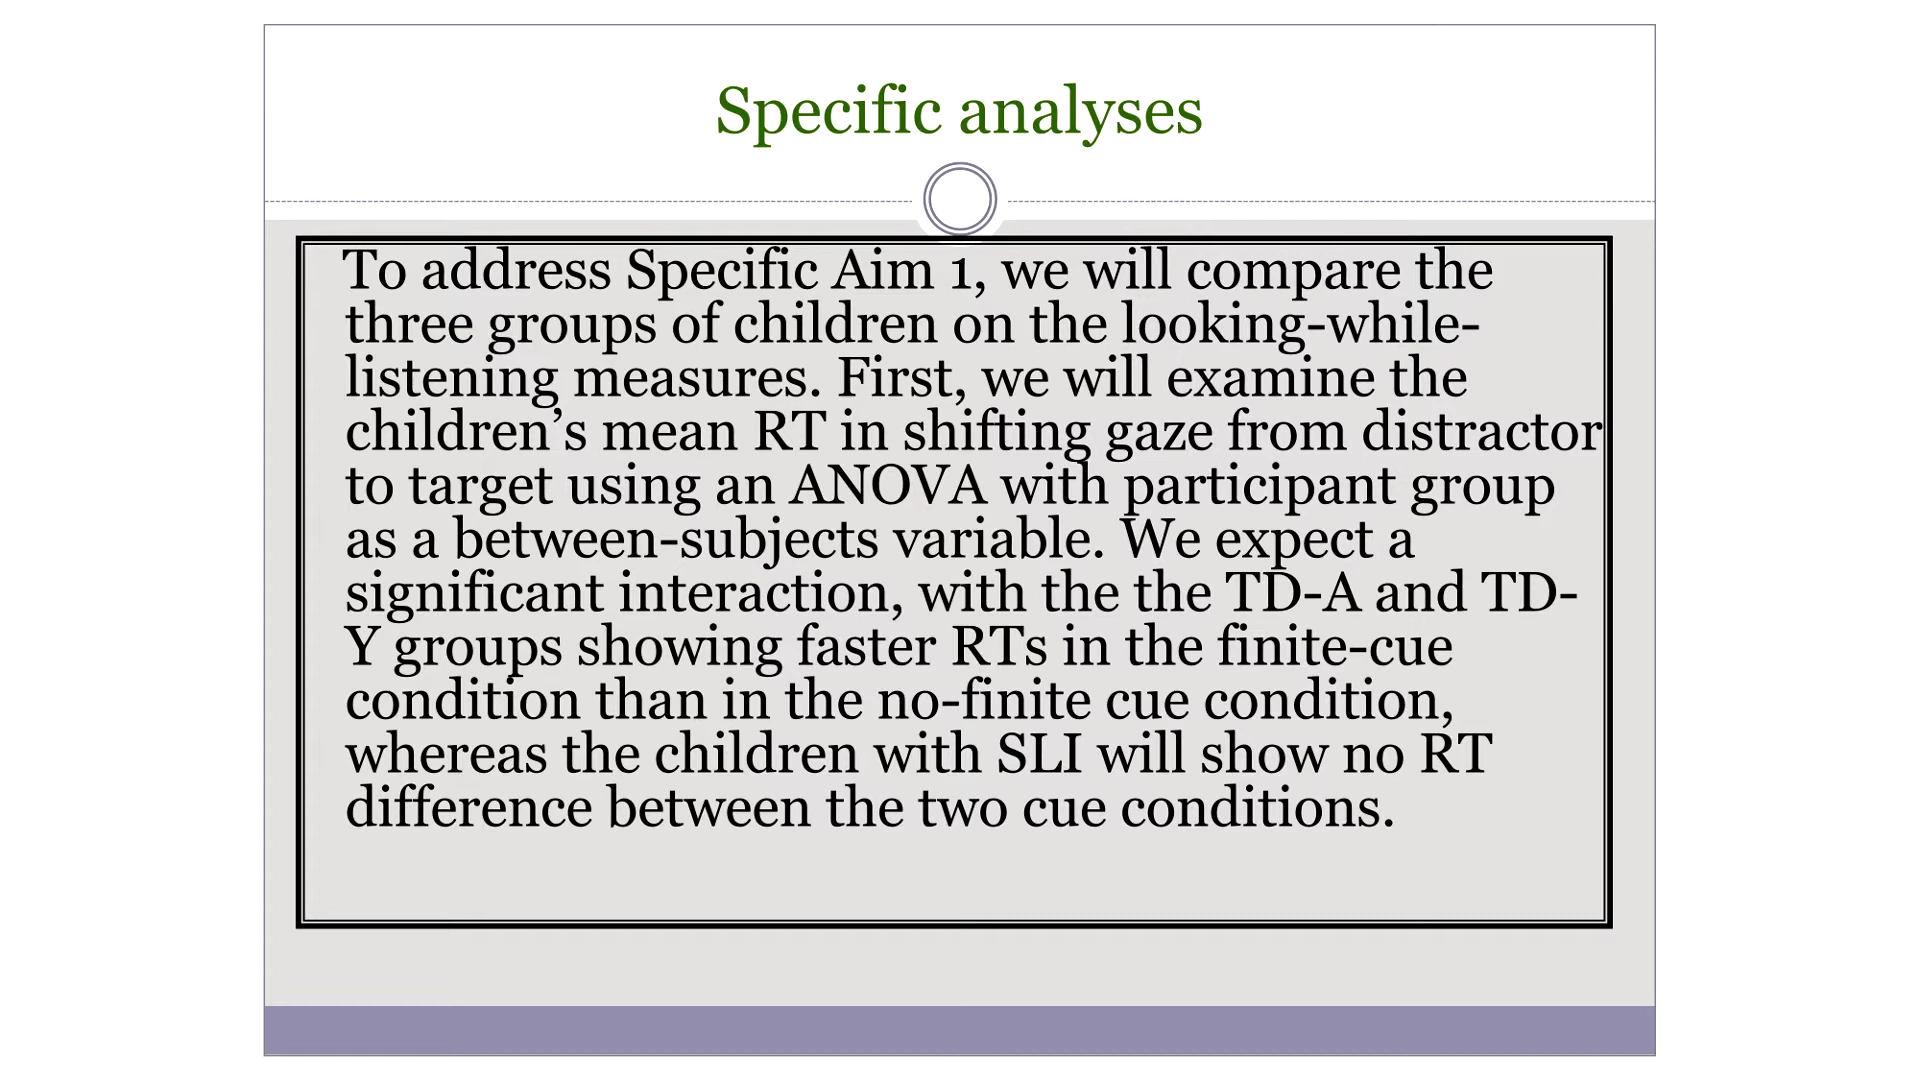 Specific analyses
To address Specific Aim 1, we will compare the
three groups of children on the looking-while-
listening measures. First, we will examine the
children’s mean RT in shifting gaze from distractor
to target using an ANOVA with participant group
as a between-subjects variable. We expect a
significant interaction, with the the TD-A and TD-
Y groups showing faster RTs in the finite-cue
condition than in the no-finite cue condition,
whereas the children with SLI will show no RT
difference between the two cue conditions.